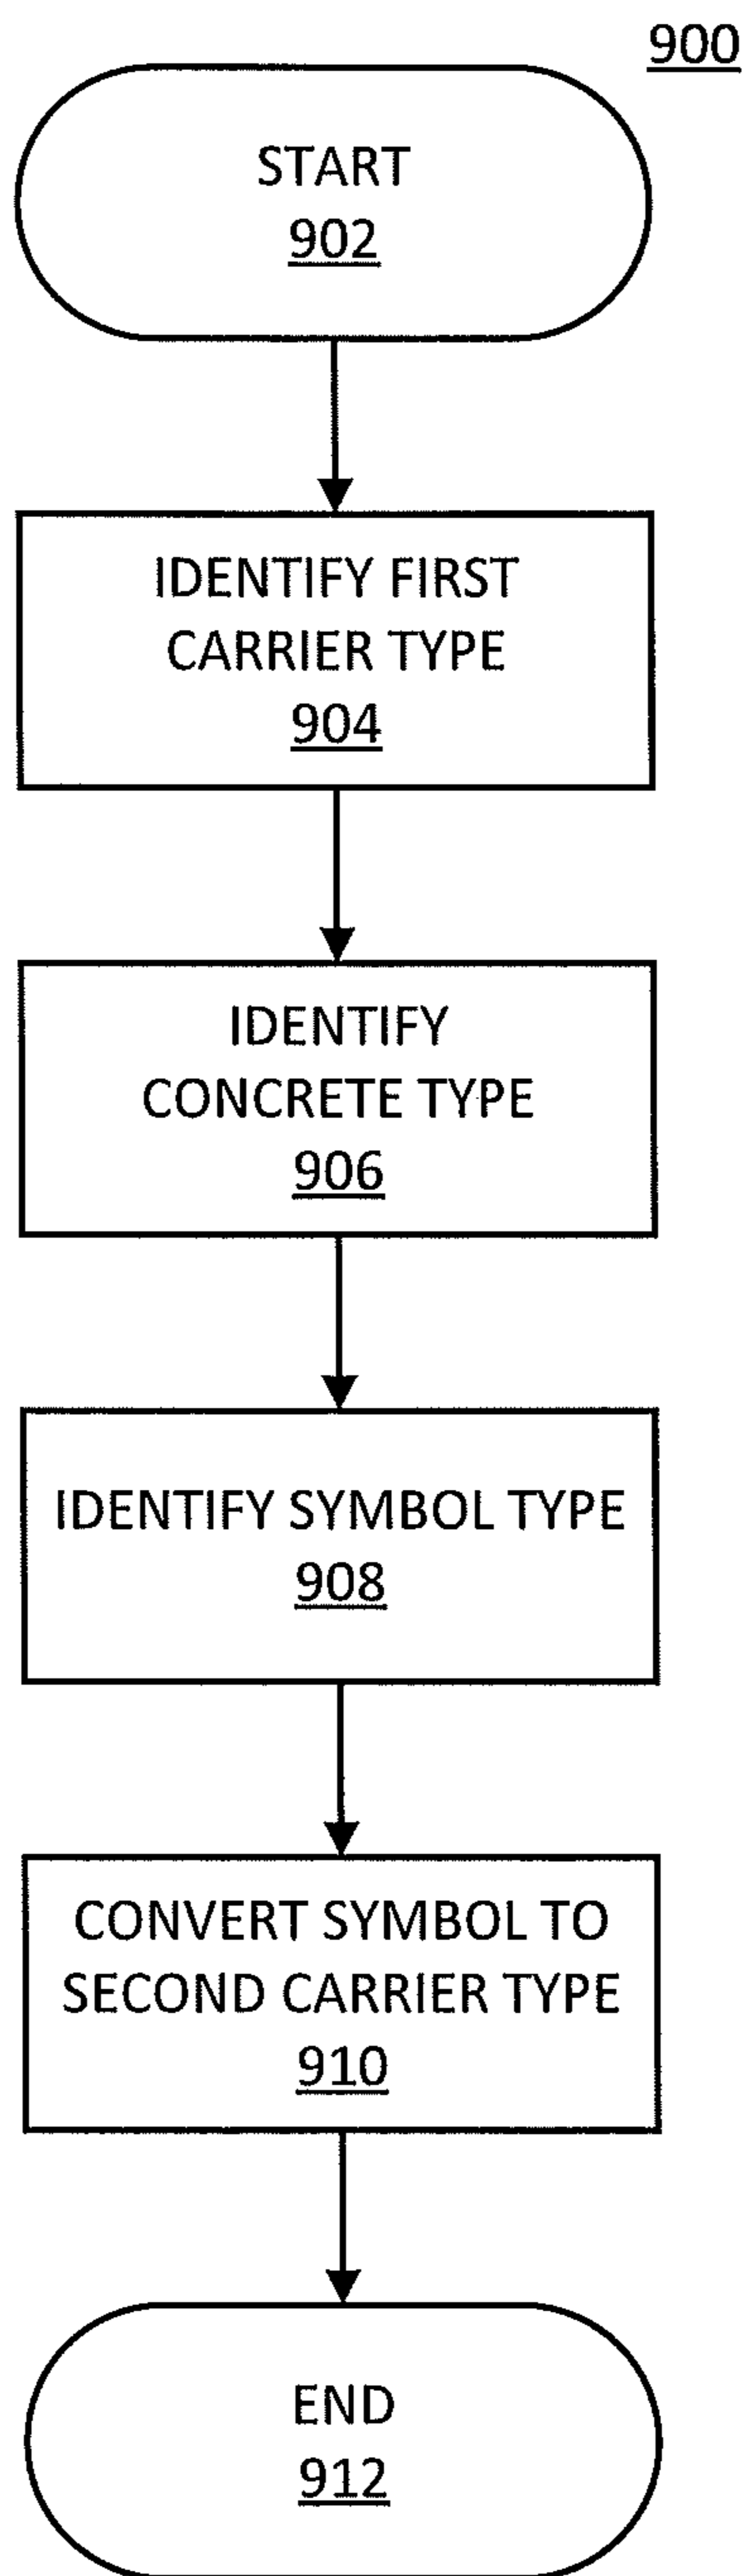 900
START
902
IDENTIFY FIRST
CARRIER TYPE
904
IDENTIFY
CONCRETE TYPE
906
IDENTIFY SYMBOL TYPE
908
CONVERT SYMBOL TO
SECOND CARRIER TYPE
910
END
912